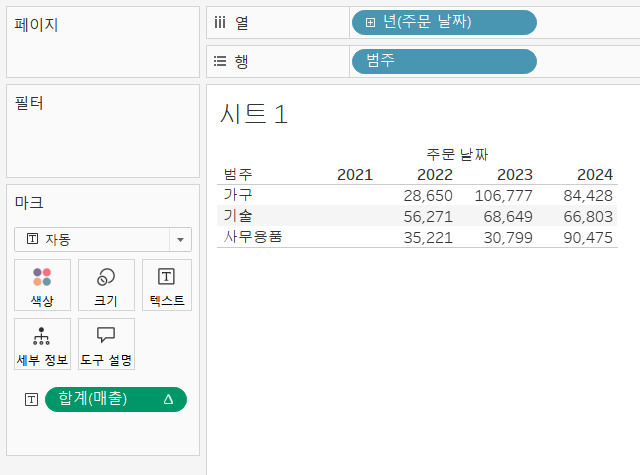 페이지
열
년(주문 날짜)
행
범주
필터
마크
자동
색상
크기
텍스트
세부 정보
도구 설명
합계(매출) Δ
시트 1
주문 날짜
범주 2021 2022 2023 2024
가구 28,650 106,777 84,428
기술 56,271 68,649 66,803
사무용품 35,221 30,799 90,475